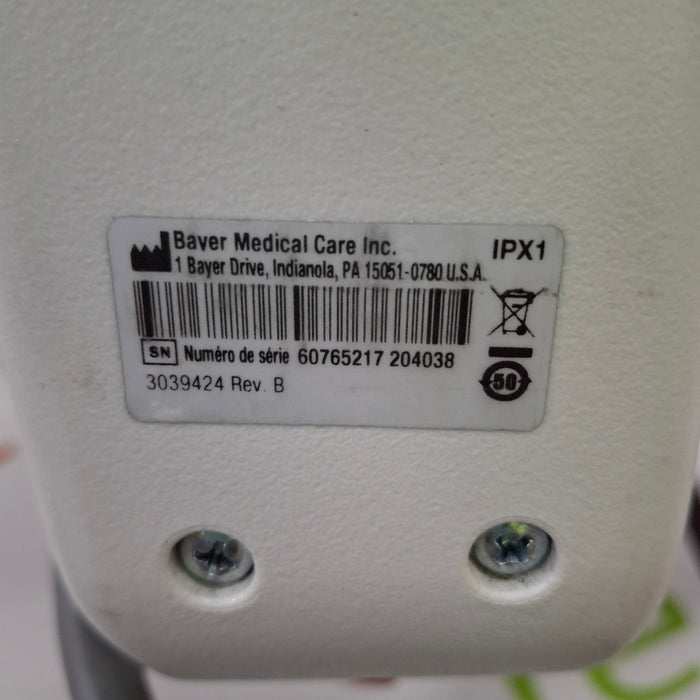 Bayer Medical Care Inc.
1 Bayer Drive, Indianola, PA 15051-0780 U.S.A.
IPX1
SN Numéro de série 60765217 204038
50
3039424 Rev. B